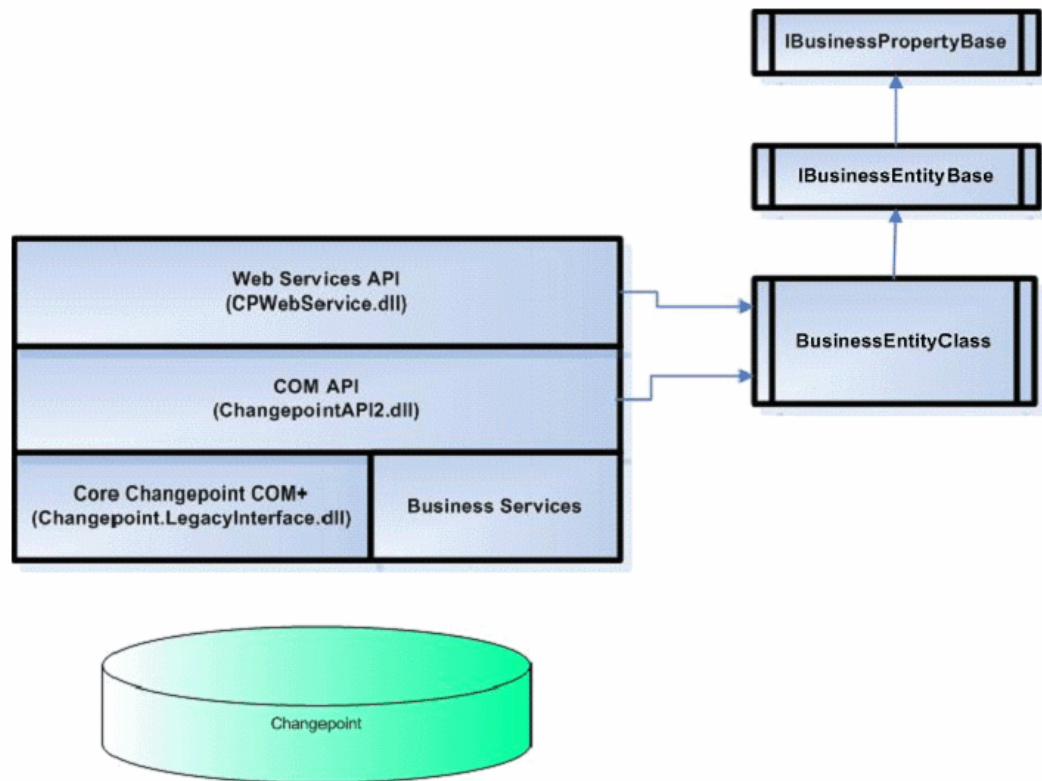 IBusinessPropertyBase
IBusinessEntityBase
Web Services API
(CPWebService.dll)
BusinessEntityClass
COM API
(ChangepointAPI2.dll)
Core Changepoint COM+
(Changepoint.LegacyInterface.dll)
Business Services
Changepoint